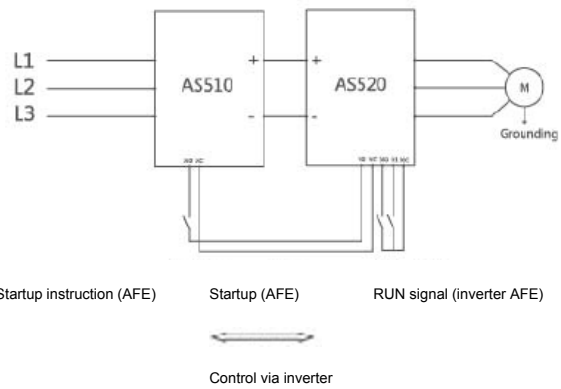 L1
L2
L3
+ +
AS510 AS520
- -
M
Grounding
Startup instruction (AFE) Startup (AFE) RUN signal (inverter AFE)
Control via inverter